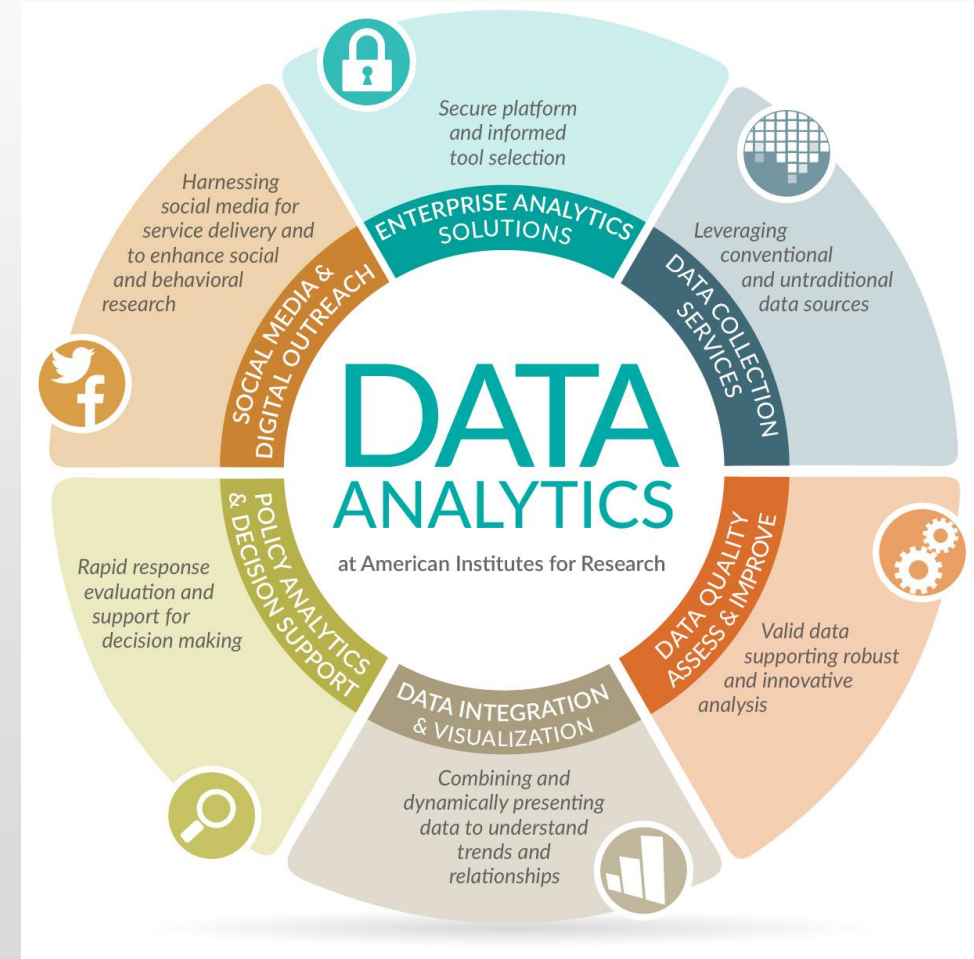 DATA
ANALYTICS
at American Institutes for Research
ENTERPRISE ANALYTICS
SOLUTIONS
Secure platform
and informed
tool selection
DATA COLLECTION
SERVICES
Leveraging
conventional
and untraditional
data sources
DATA QUALITY
ASSESS & IMPROVE
Valid data
supporting robust
and innovative
analysis
DATA INTEGRATION
& VISUALIZATION
Combining and
dynamically presenting
data to understand
trends and
relationships
POLICY ANALYTICS
& DECISION SUPPORT
Rapid response
evaluation and
support for
decision making
SOCIAL MEDIA &
DIGITAL OUTREACH
Harnessing
social media for
service delivery and
to enhance social
and behavioral
research